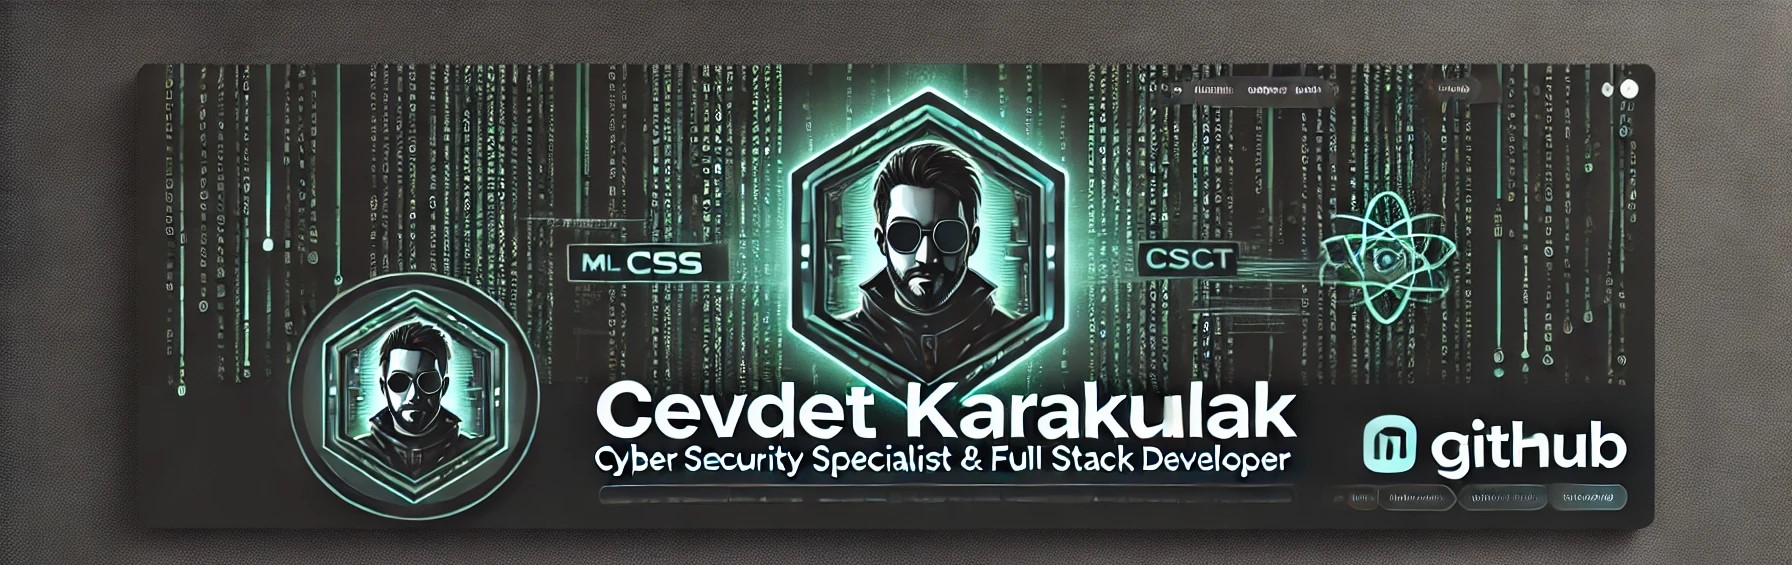 ML CSS
CSCT
Cevdet Karakulak
Cyber Security Specialist & Full Stack Developer
github